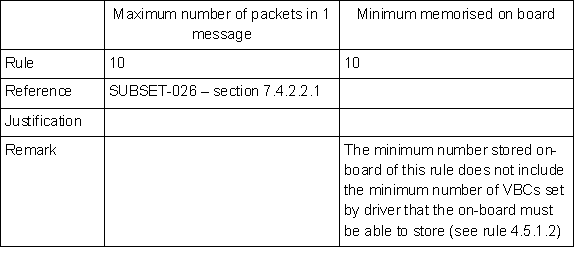 Maximum number of packets in 1
message
Minimum memorised on board
Rule
10
10
Reference
SUBSET-026 – section 7.4.2.2.1
Justification
Remark
The minimum number stored on-
board of this rule does not include
the minimum number of VBCs set
by driver that the on-board must
be able to store (see rule 4.5.1.2)